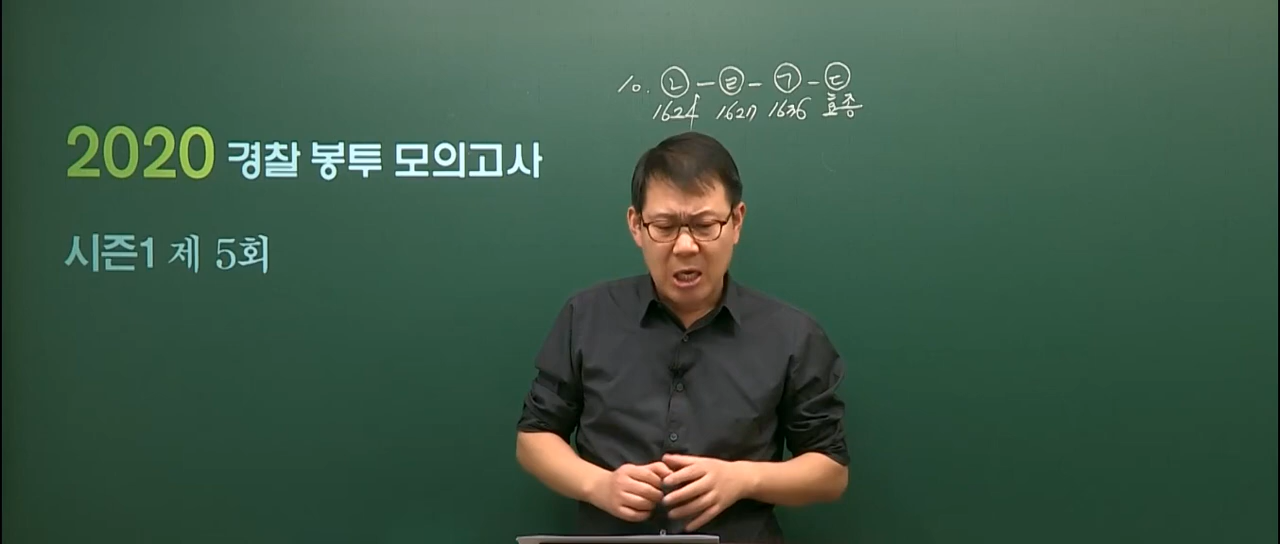 10. ㉡-㉣-㉠-㉢
1624 1627 1636 효종
2020 경찰 봉투 모의고사
시즌1 제 5회